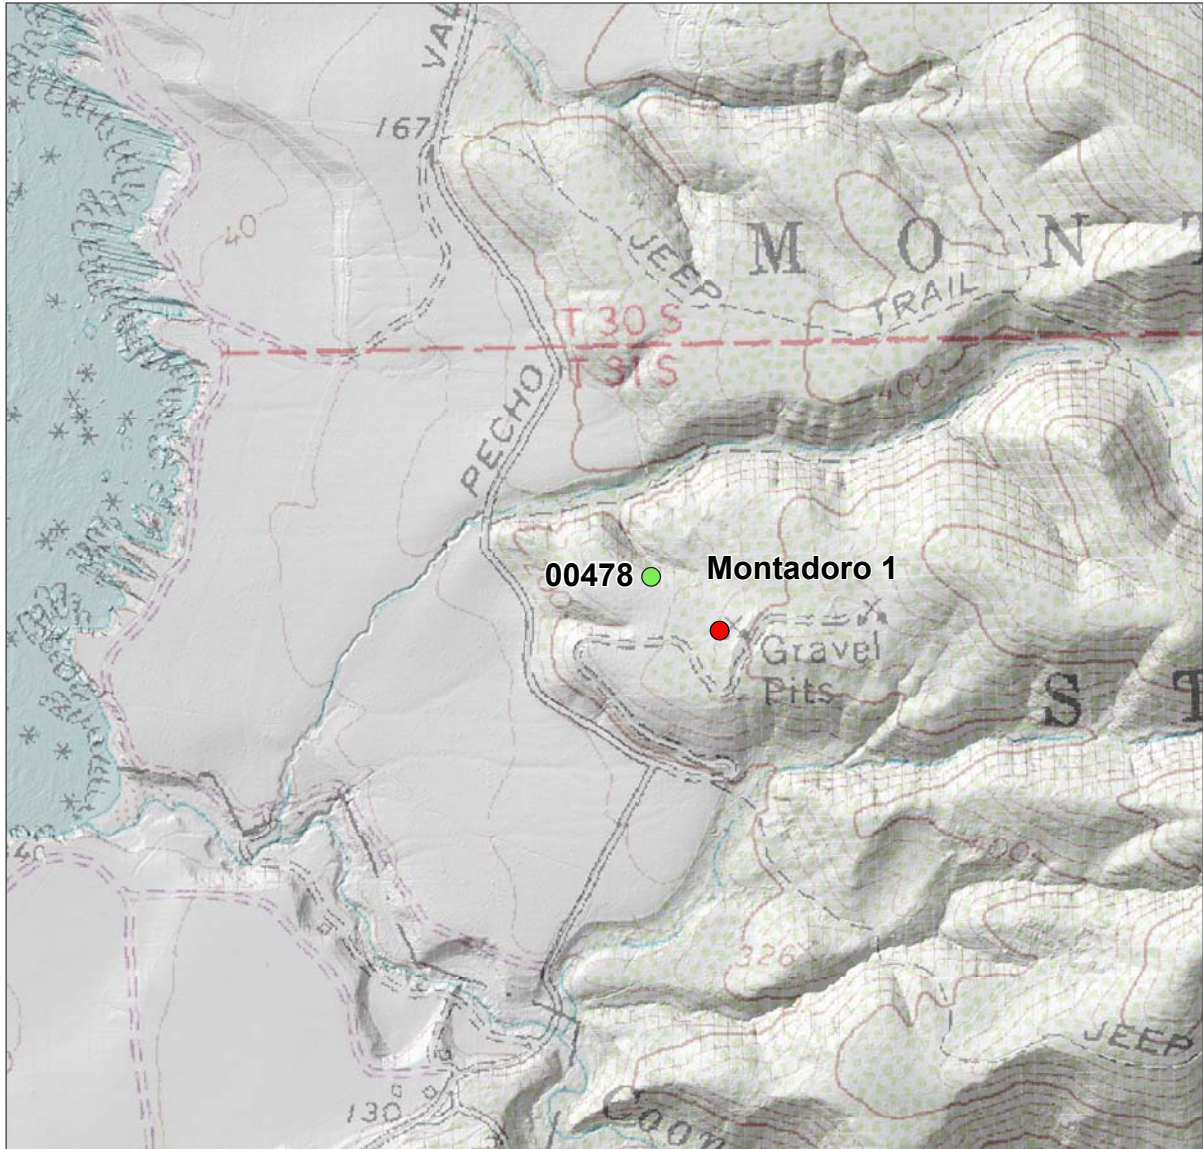 VAL
167
40
JEEP
M O N T
TRAIL
T 30 S
T 31 S
PECHO
400
00478
Montadoro 1
Gravel
Pits
S T
40
400
326
JEEP
130
Coon